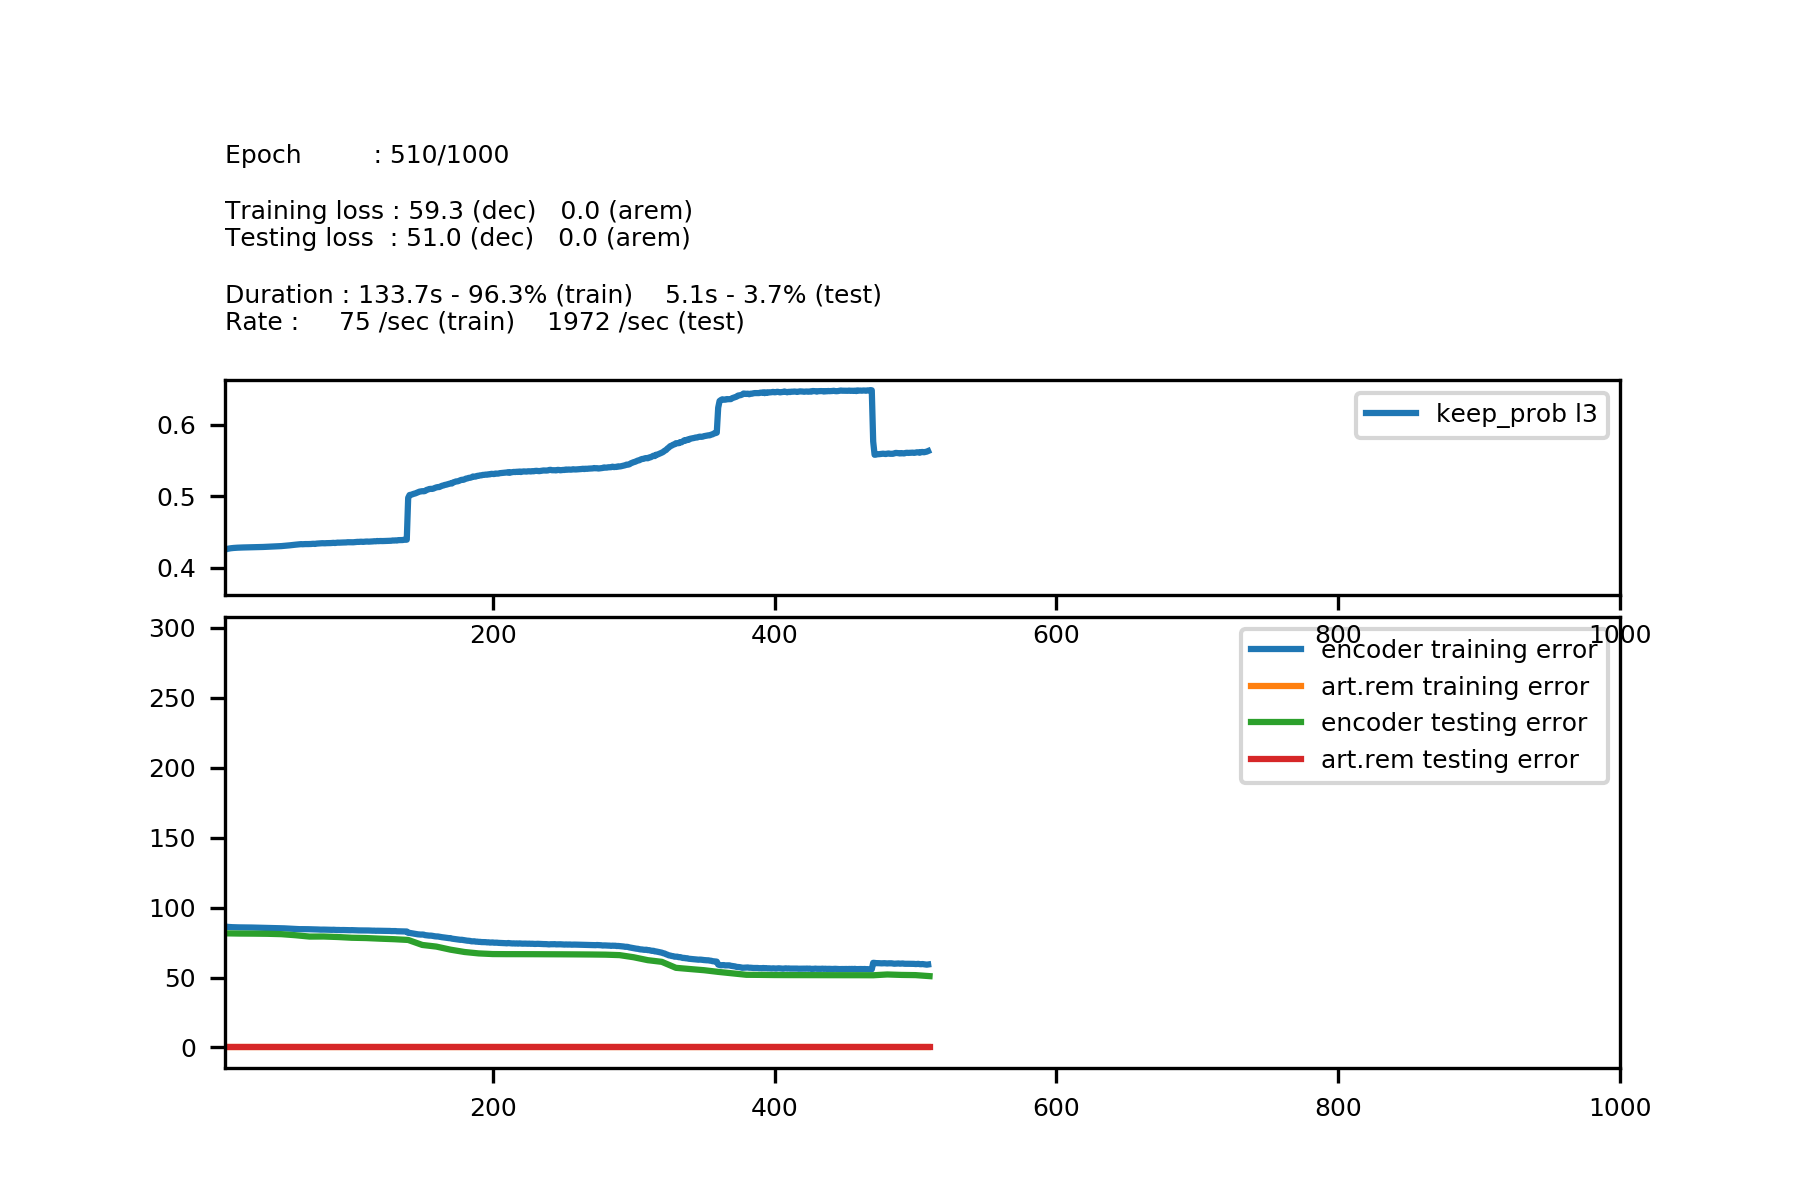 Epoch : 510/1000
Training loss : 59.3 (dec) 0.0 (arem)
Testing loss : 51.0 (dec) 0.0 (arem)
Duration : 133.7s - 96.3% (train) 5.1s - 3.7% (test)
Rate : 75 /sec (train) 1972 /sec (test)
keep_prob l3
0.6
0.5
0.4
200 400 600 800 1000
encoder training error
art.rem training error
encoder testing error
art.rem testing error
300
250
200
150
100
50
0
200 400 600 800 1000